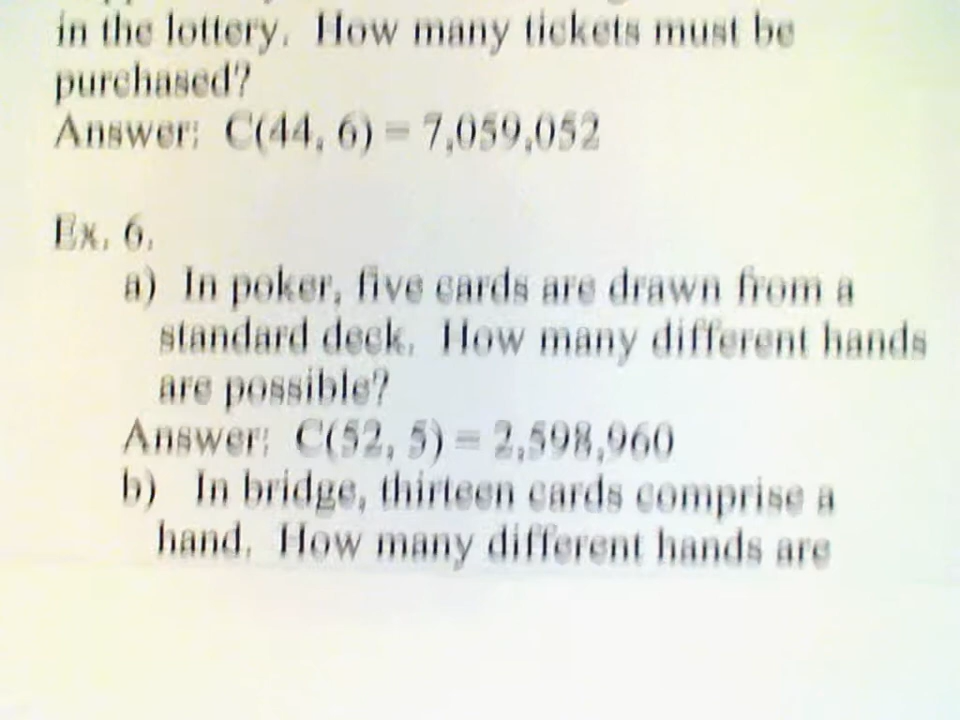 in the lottery. How many tickets must be
purchased?
Answer: C(44, 6) = 7,059,052
Ex. 6.
a) In poker, five cards are drawn from a
standard deck. How many different hands
are possible?
Answer: C(52, 5) = 2,598,960
b) In bridge, thirteen cards comprise a
hand. How many different hands are